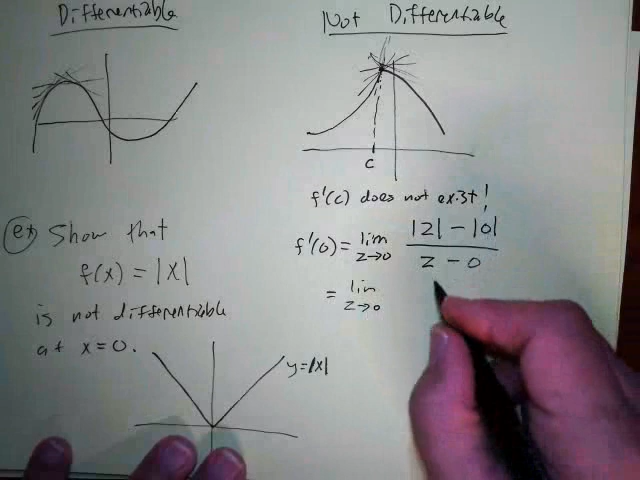 Differentiable
Not Differentiable
c
f'(c) does not exist!
ex Show that
f(x) = |x|
is not differentiable
at x=0.
y=|x|
f'(0) = lim z→0 |z| - |0| / z - 0
= lim z→0